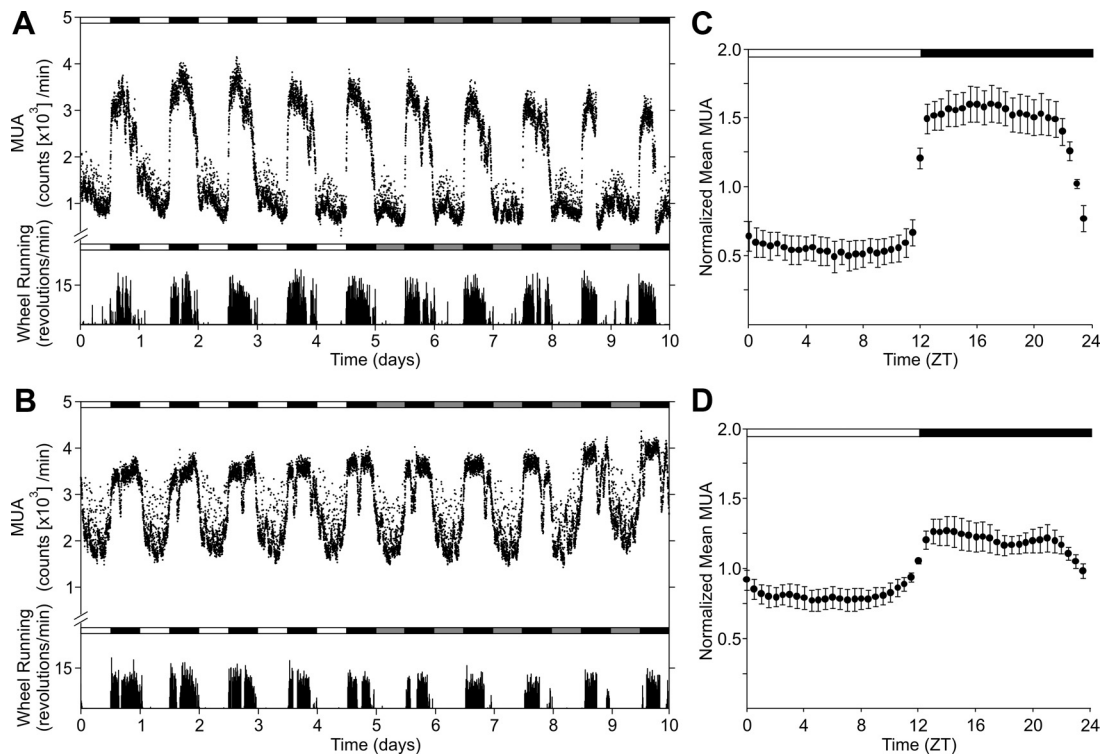 A
5
4
3
2
1
MUA
(counts [x10³] /min)
15
Wheel Running
(revolutions/min)
0 1 2 3 4 5 6 7 8 9 10
Time (days)
C
2.0
1.5
1.0
0.5
Normalized Mean MUA
0 4 8 12 16 20 24
Time (ZT)
B
5
4
3
2
1
MUA
(counts [x10³] /min)
15
Wheel Running
(revolutions/min)
0 1 2 3 4 5 6 7 8 9 10
Time (days)
D
2.0
1.5
1.0
0.5
Normalized Mean MUA
0 4 8 12 16 20 24
Time (ZT)